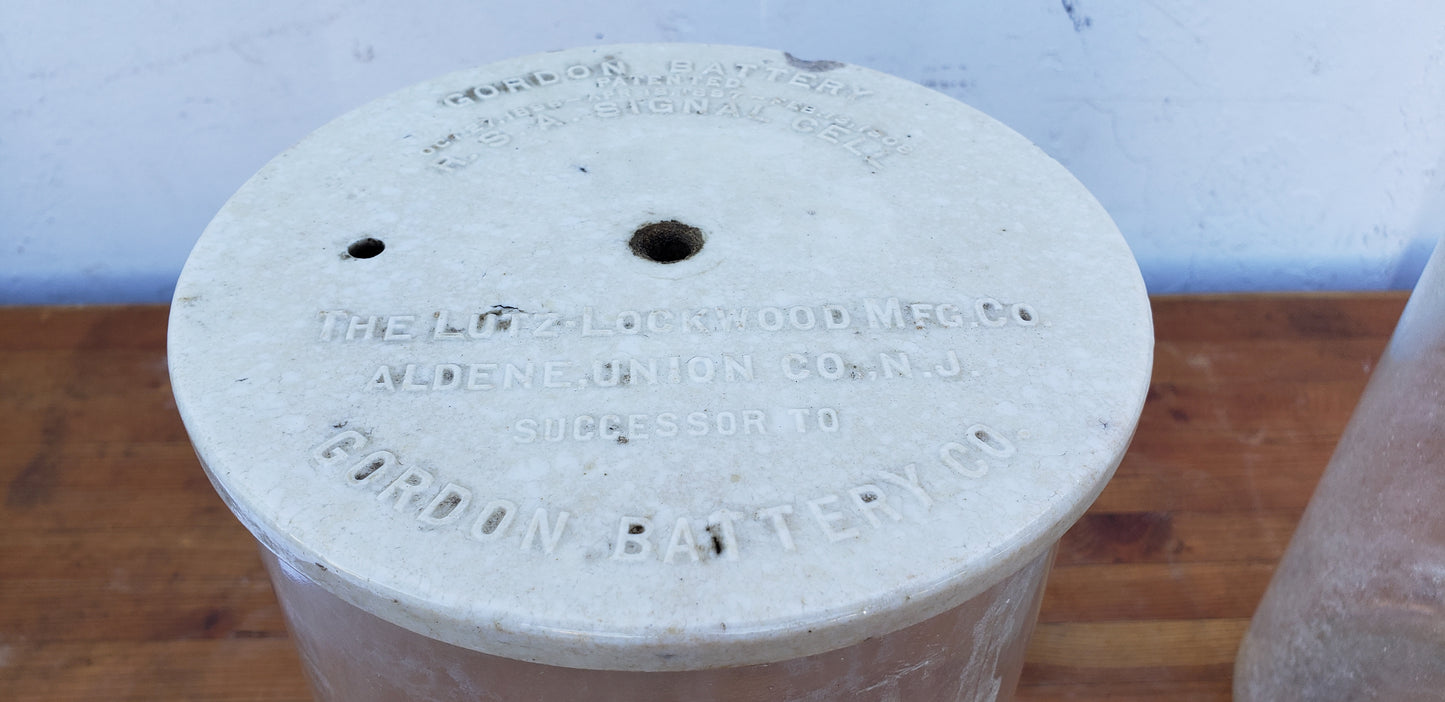 GORDON BATTERY
PATENTED
R. S. A. SIGNAL CELL
THE LUTZ-LOCKWOOD MFG. CO.
ALDENE, UNION CO., N.J.
SUCCESSOR TO
GORDON BATTERY CO